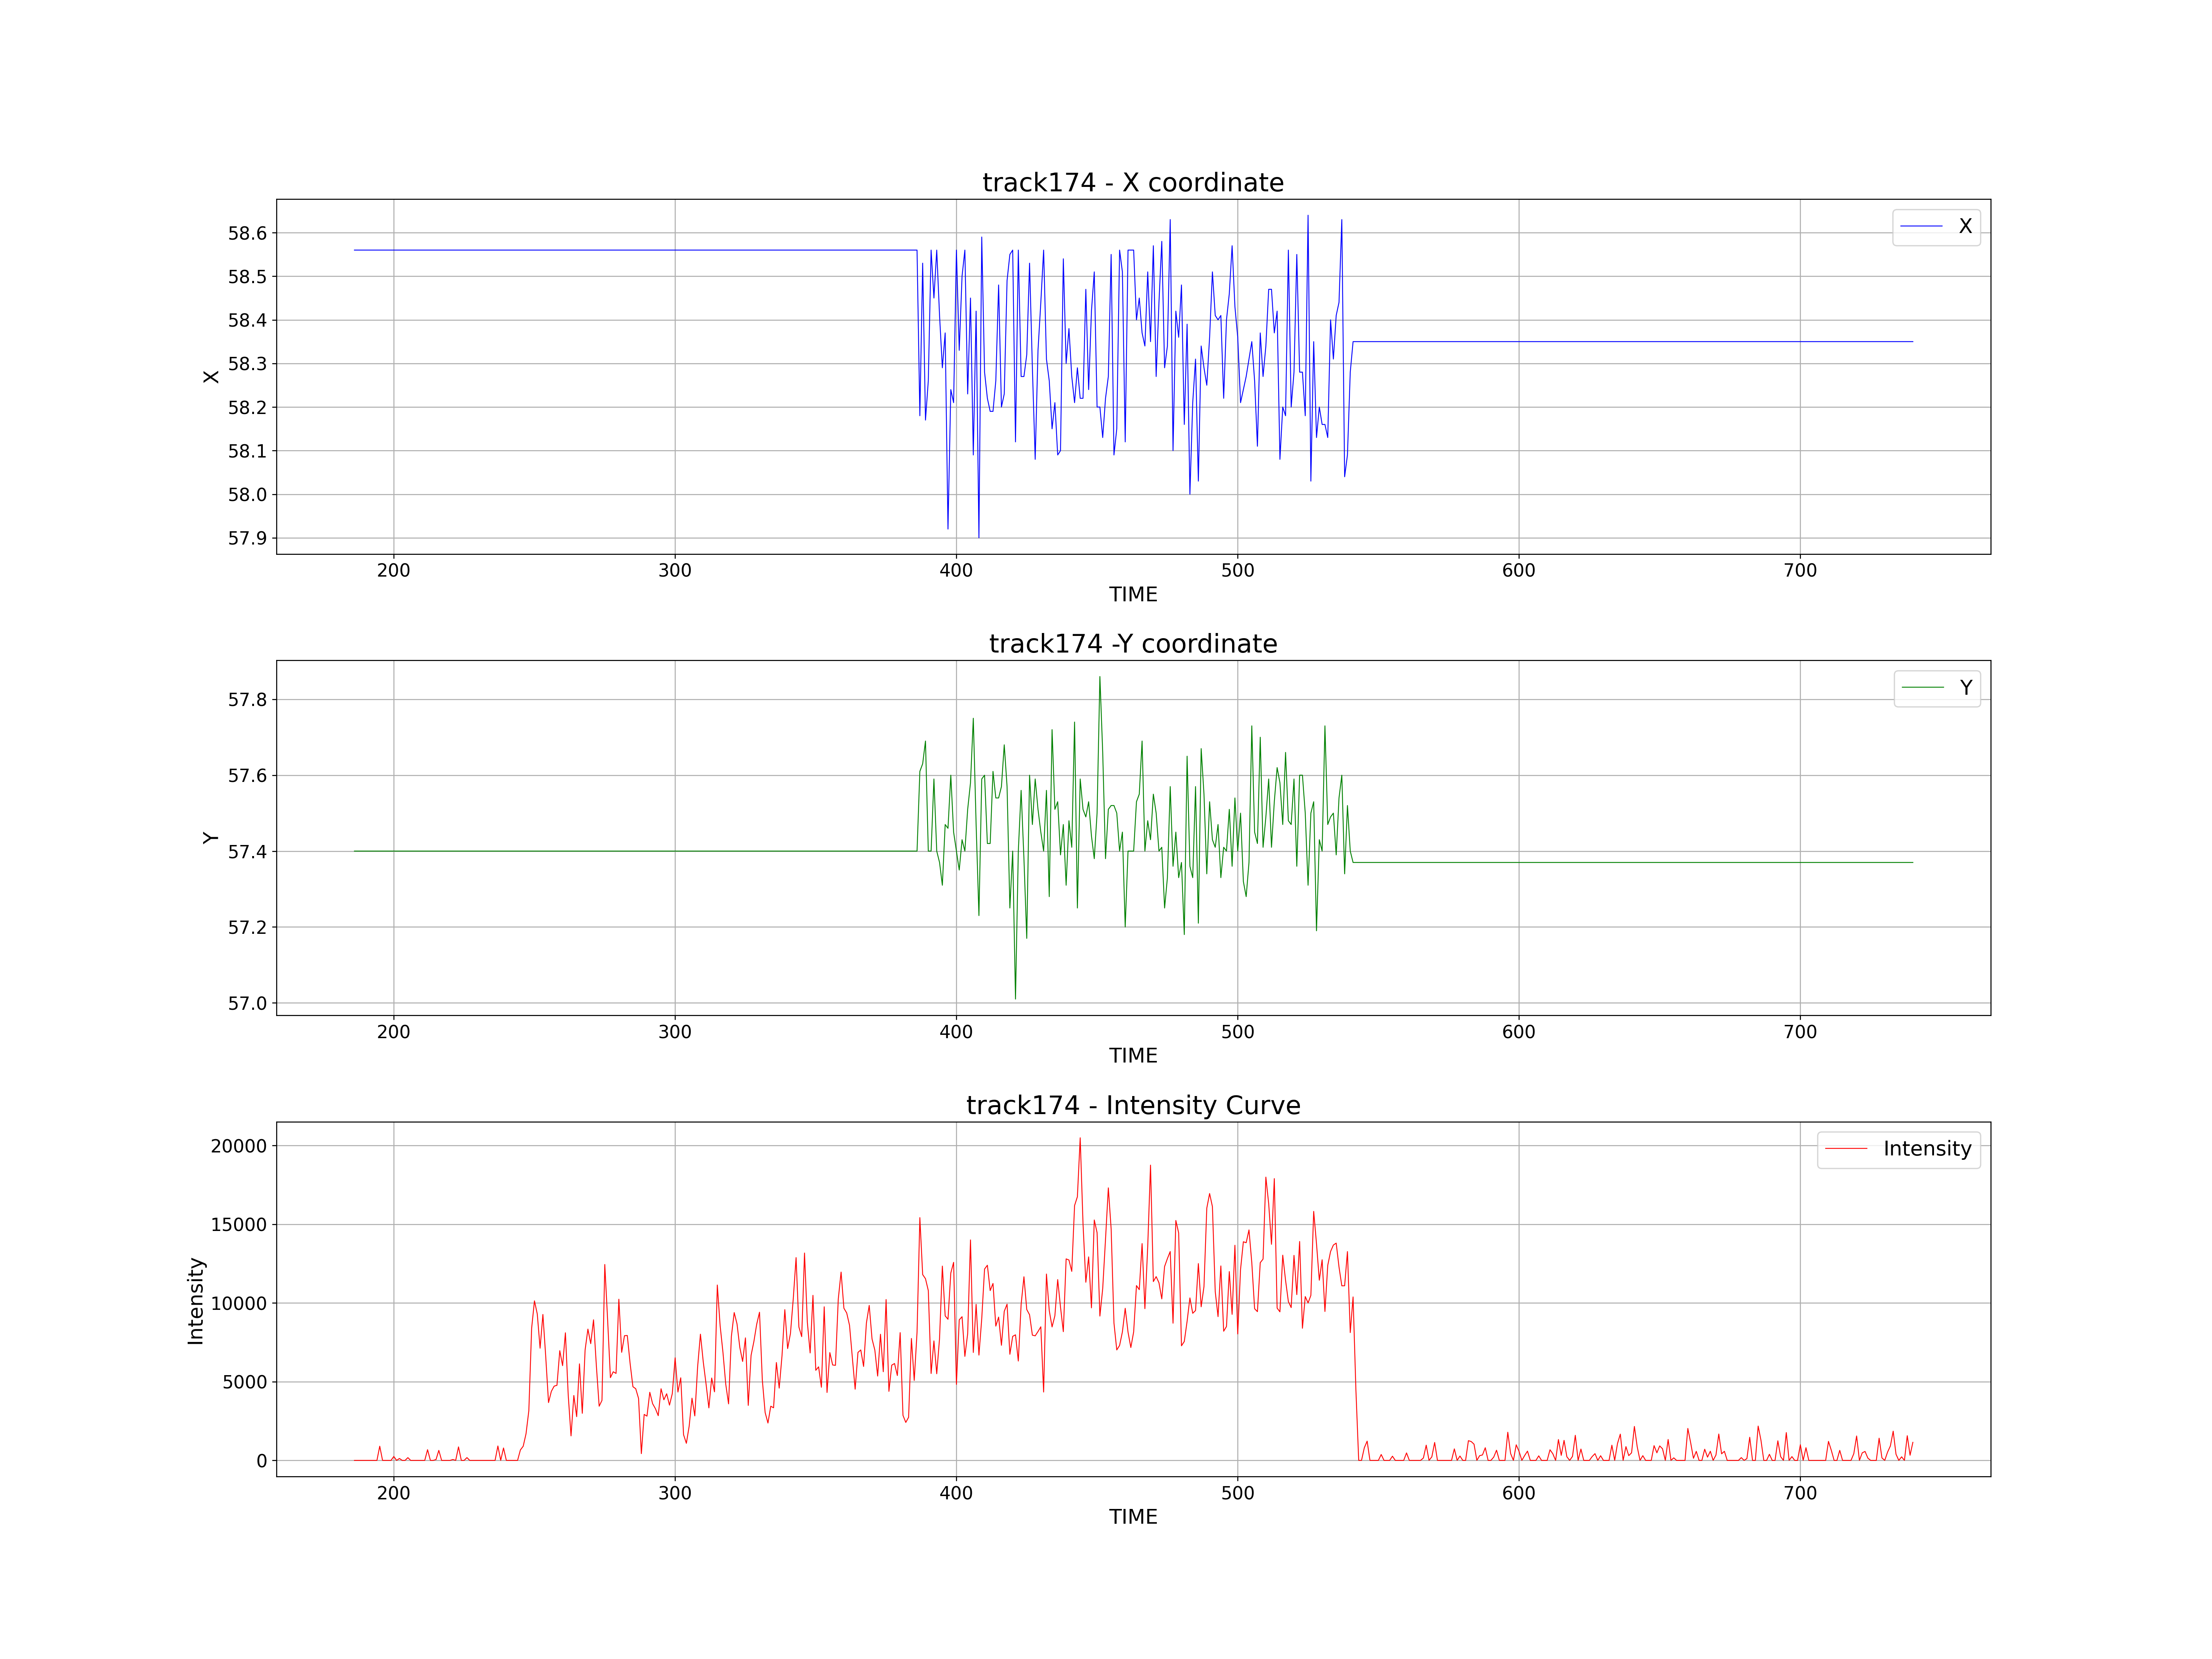 track174 - X coordinate
X
58.6
58.5
58.4
58.3
58.2
58.1
58.0
57.9
X
200 300 400 500 600 700
TIME
track174 -Y coordinate
Y
57.8
57.6
57.4
57.2
57.0
Y
200 300 400 500 600 700
TIME
track174 - Intensity Curve
Intensity
20000
15000
10000
5000
0
Intensity
200 300 400 500 600 700
TIME